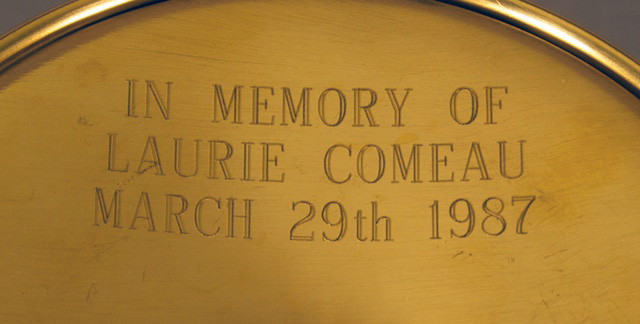 IN MEMORY OF
LAURIE COMEAU
MARCH 29th 1987